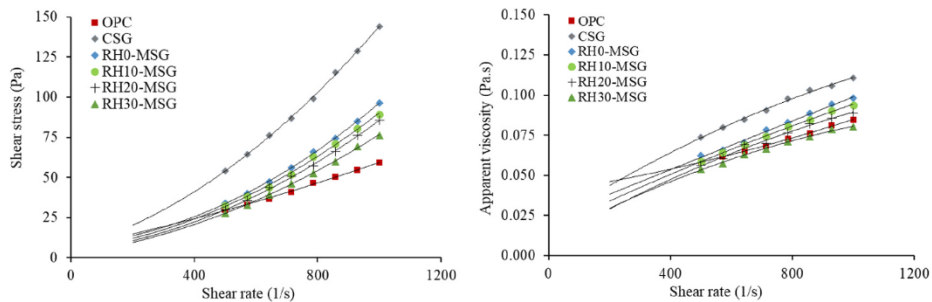 OPC
CSG
RH0-MSG
RH10-MSG
RH20-MSG
RH30-MSG
150
125
100
75
50
25
0
0
400
800
1200
Shear stress (Pa)
Shear rate (1/s)
OPC
CSG
RH0-MSG
RH10-MSG
RH20-MSG
RH30-MSG
0.150
0.125
0.100
0.075
0.050
0.025
0.000
0
400
800
1200
Apparent viscosity (Pa.s)
Shear rate (1/s)